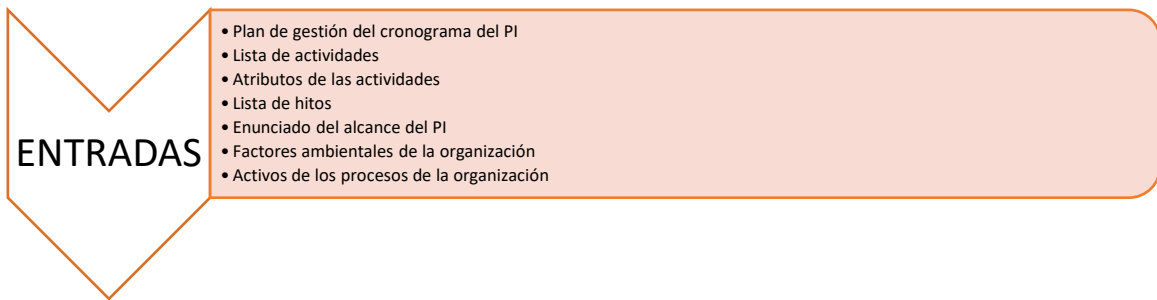 ENTRADAS
• Plan de gestión del cronograma del PI
• Lista de actividades
• Atributos de las actividades
• Lista de hitos
• Enunciado del alcance del PI
• Factores ambientales de la organización
• Activos de los procesos de la organización